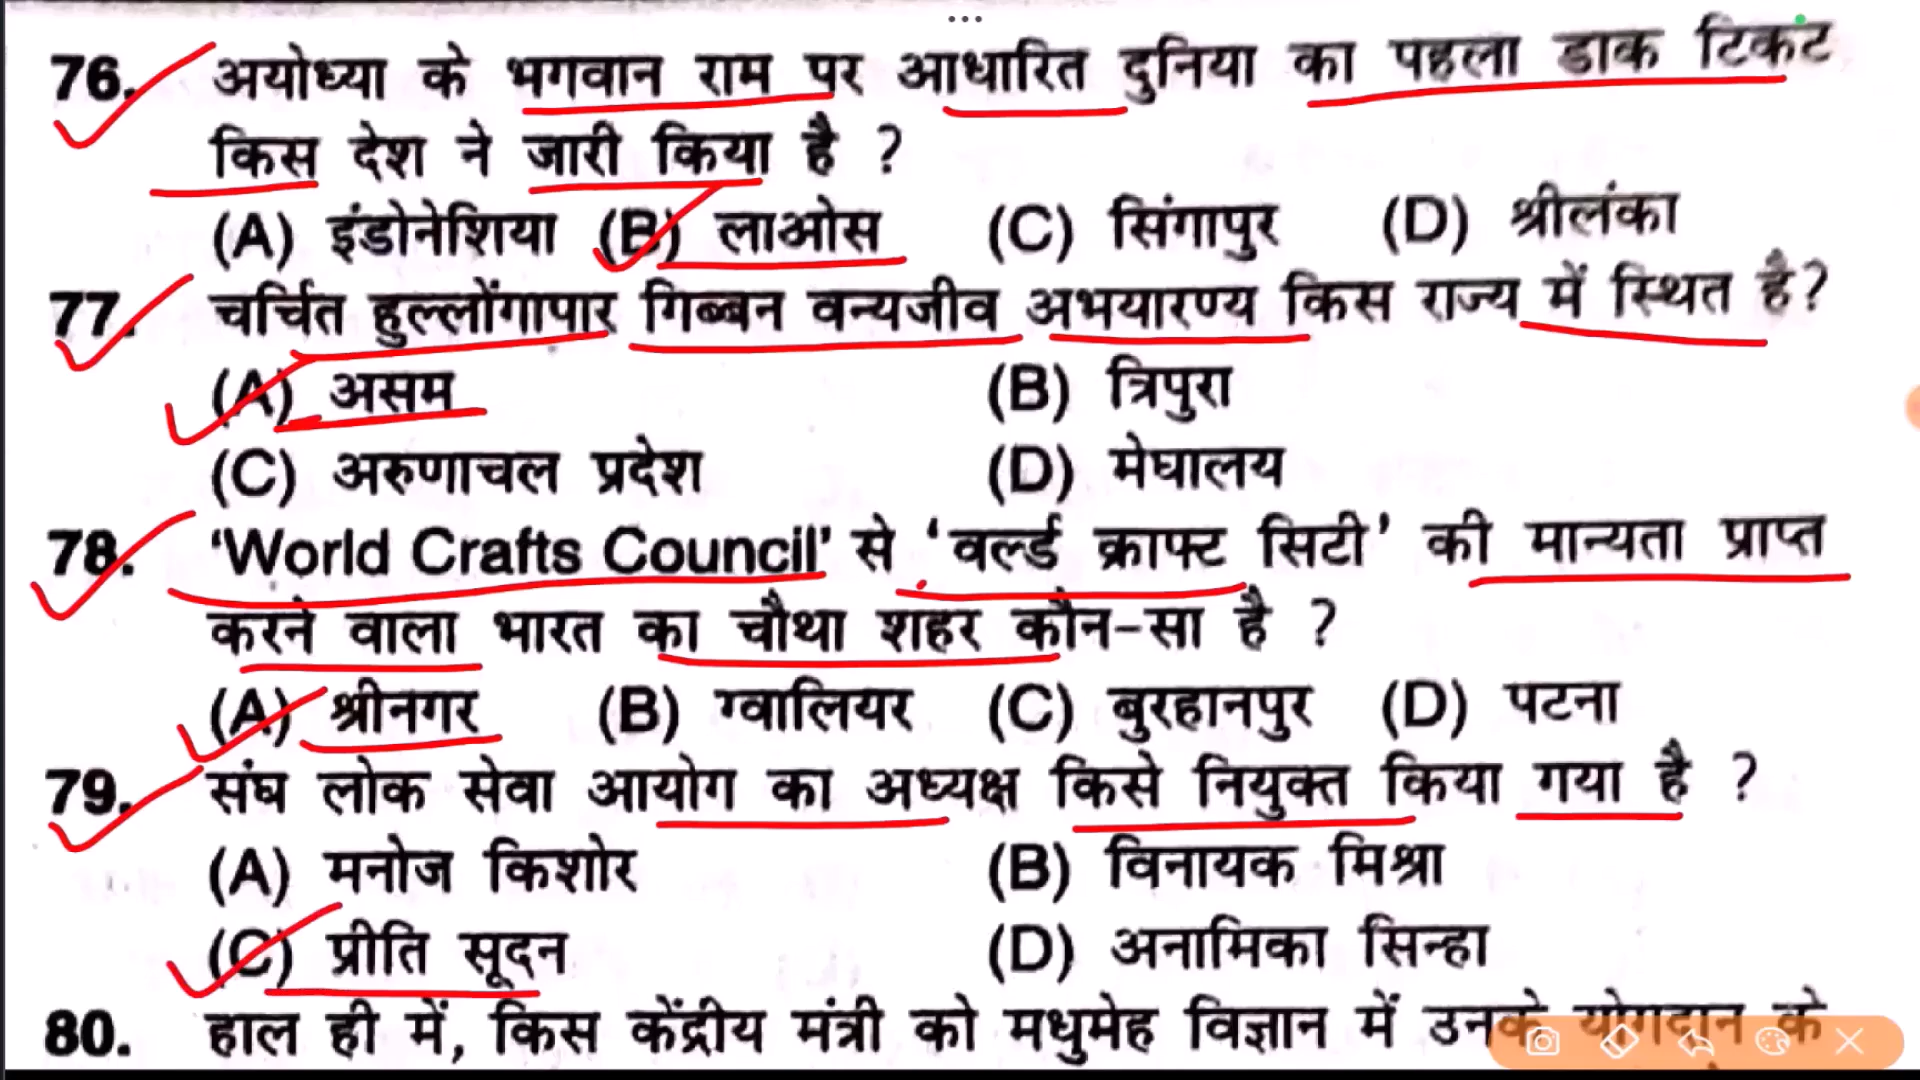 76. अयोध्या के भगवान राम पर आधारित दुनिया का पहला डाक टिकट
किस देश ने जारी किया है ?
(A) इंडोनेशिया (B) लाओस (C) सिंगापुर (D) श्रीलंका
77. चर्चित हुल्लोंगापार गिब्बन वन्यजीव अभयारण्य किस राज्य में स्थित है?
(A) असम (B) त्रिपुरा
(C) अरुणाचल प्रदेश (D) मेघालय
78. 'World Crafts Council' से 'वर्ल्ड क्राफ्ट सिटी' की मान्यता प्राप्त
करने वाला भारत का चौथा शहर कौन-सा है ?
(A) श्रीनगर (B) ग्वालियर (C) बुरहानपुर (D) पटना
79. संघ लोक सेवा आयोग का अध्यक्ष किसे नियुक्त किया गया है ?
(A) मनोज किशोर (B) विनायक मिश्रा
(C) प्रीति सूदन (D) अनामिका सिन्हा
80. हाल ही में, किस केंद्रीय मंत्री को मधुमेह विज्ञान में उनके योगदान के